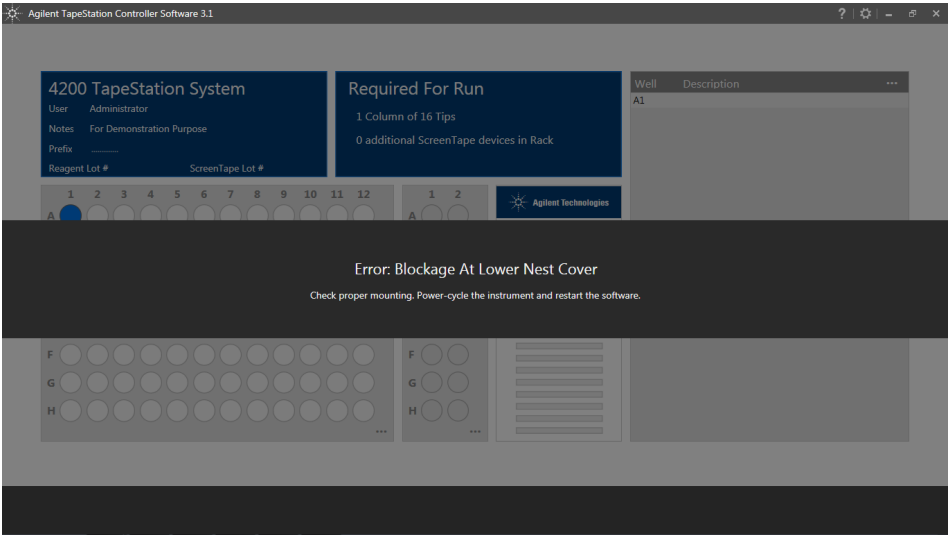 Agilent TapeStation Controller Software 3.1
?
4200 TapeStation System
User Administrator
Notes For Demonstration Purpose
Prefix ............
Reagent Lot # ScreenTape Lot #
Required For Run
1 Column of 16 Tips
0 additional ScreenTape devices in Rack
Well Description ...
A1
1 2 3 4 5 6 7 8 9 10 11 12
A
1 2
A
Agilent Technologies
Error: Blockage At Lower Nest Cover
Check proper mounting. Power-cycle the instrument and restart the software.
F
G
H
...
F
G
H
...